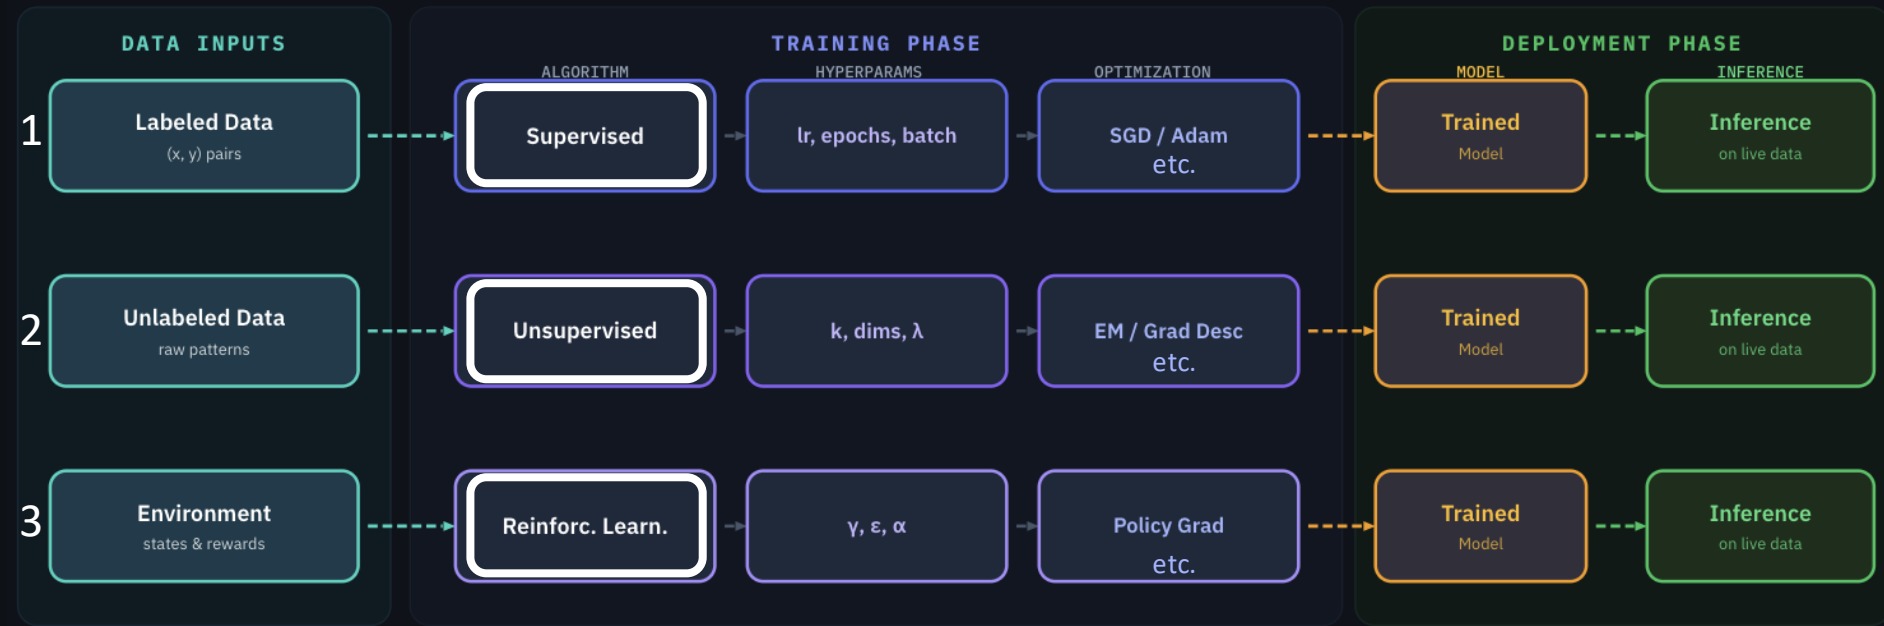 DATA INPUTS
TRAINING PHASE
DEPLOYMENT PHASE
ALGORITHM
HYPERPARAMS
OPTIMIZATION
MODEL
INFERENCE
1
Labeled Data
(x, y) pairs
Supervised
lr, epochs, batch
SGD / Adam
etc.
Trained
Model
Inference
on live data
2
Unlabeled Data
raw patterns
Unsupervised
k, dims, λ
EM / Grad Desc
etc.
Trained
Model
Inference
on live data
3
Environment
states & rewards
Reinforc. Learn.
γ, ε, α
Policy Grad
etc.
Trained
Model
Inference
on live data